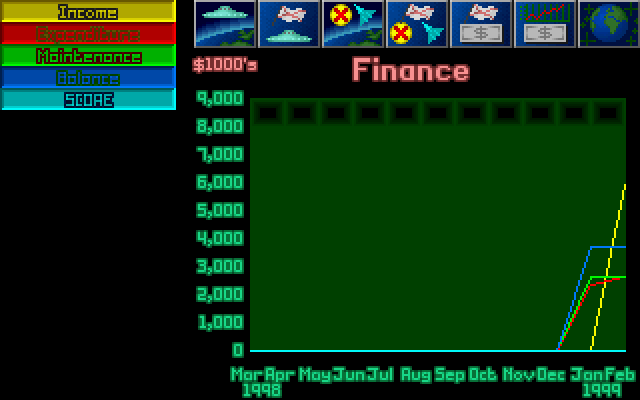 Income
Expenditure
Maintenance
Balance
SCORE
$1000's
Finance
9,000
8,000
7,000
6,000
5,000
4,000
3,000
2,000
1,000
0
Mar Apr May Jun Jul Aug Sep Oct Nov Dec Jan Feb
1998 1999